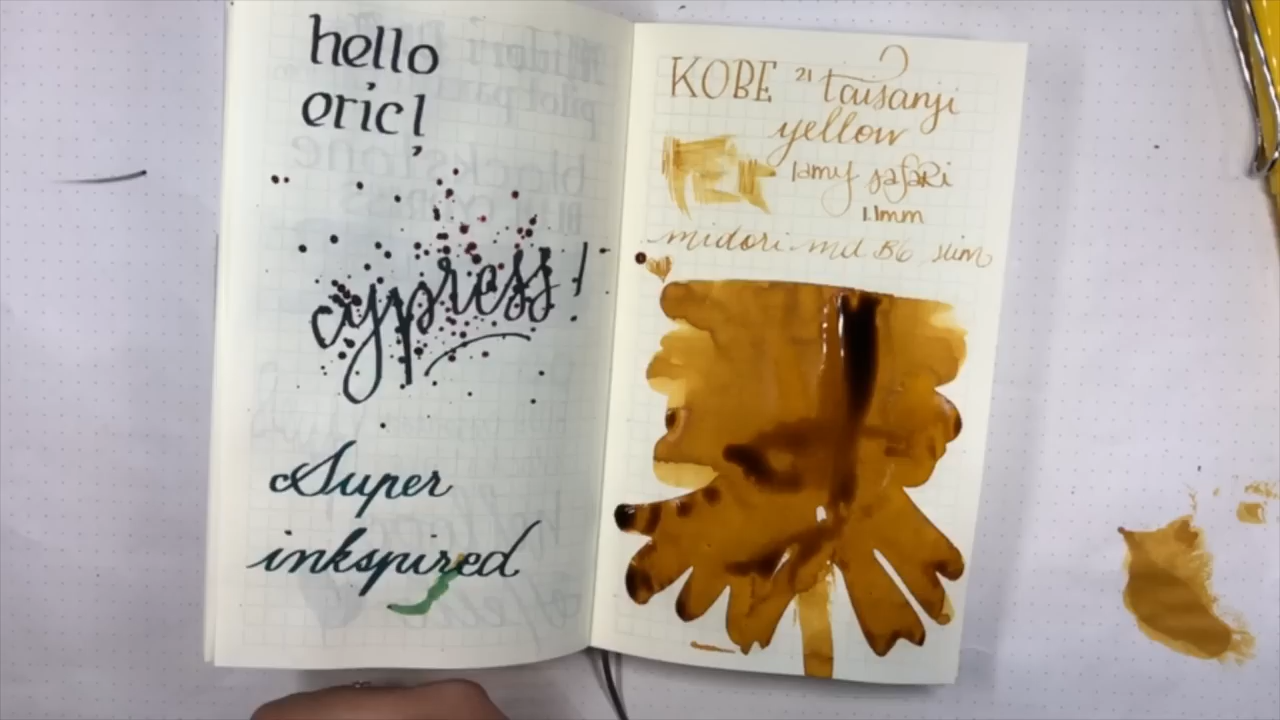 hello
eric!
cypress!
Super
inkspired
KOBE 21 taisanji
yellow
lamy safari
1.1mm
midori md B6 slim